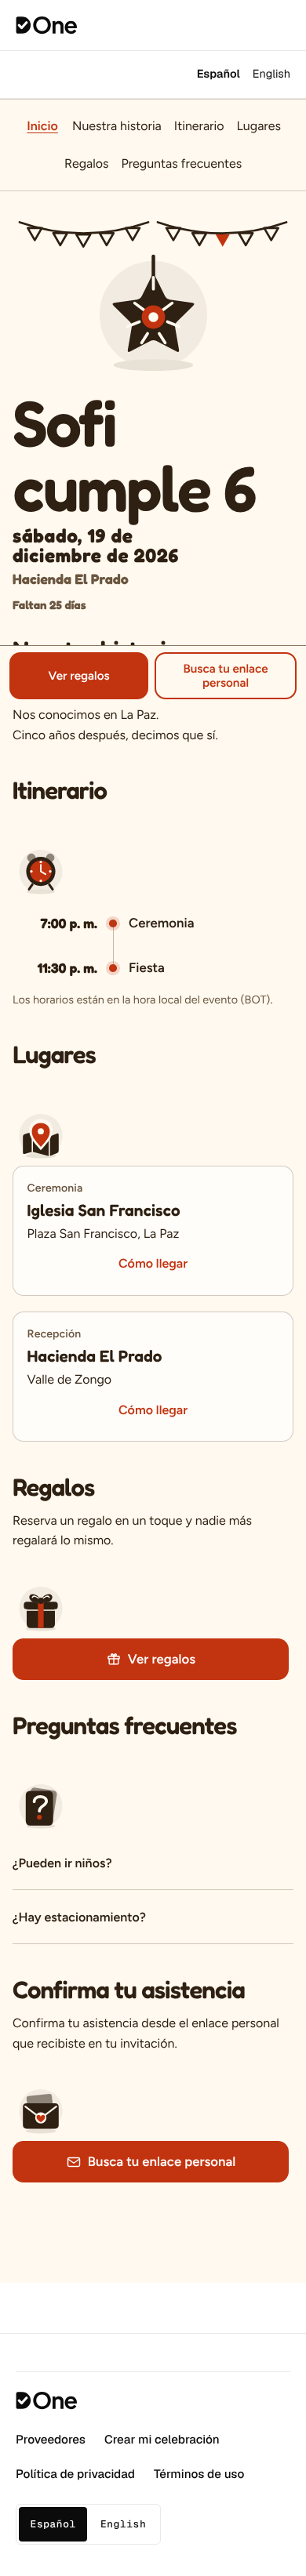 One
Español English
Inicio Nuestra historia Itinerario Lugares
Regalos Preguntas frecuentes
Sofi
cumple 6
sábado, 19 de
diciembre de 2026
Hacienda El Prado
Faltan 25 días
Ver regalos
Busca tu enlace
personal
Nos conocimos en La Paz.
Cinco años después, decimos que sí.
Itinerario
7:00 p. m. Ceremonia
11:30 p. m. Fiesta
Los horarios están en la hora local del evento (BOT).
Lugares
Ceremonia
Iglesia San Francisco
Plaza San Francisco, La Paz
Cómo llegar
Recepción
Hacienda El Prado
Valle de Zongo
Cómo llegar
Regalos
Reserva un regalo en un toque y nadie más
regalará lo mismo.
Ver regalos
Preguntas frecuentes
?
¿Pueden ir niños?
¿Hay estacionamiento?
Confirma tu asistencia
Confirma tu asistencia desde el enlace personal
que recibiste en tu invitación.
Busca tu enlace personal
One
Proveedores Crear mi celebración
Política de privacidad Términos de uso
Español English